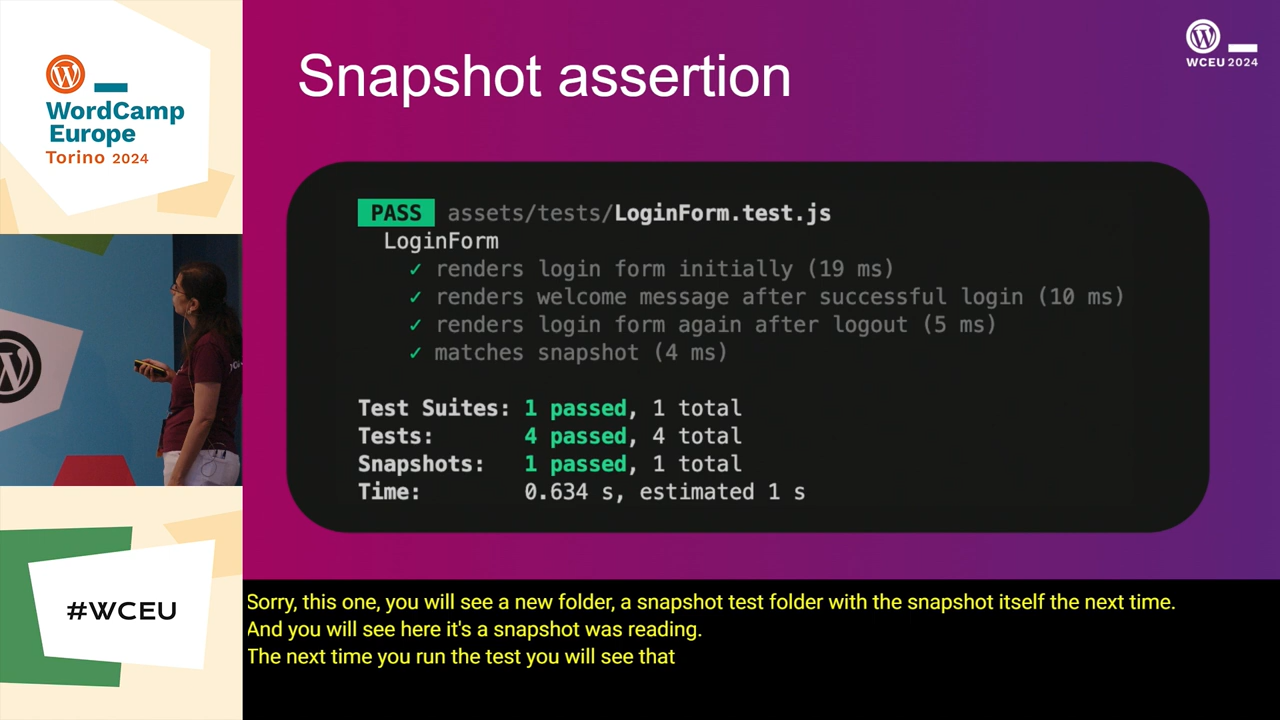 WordCamp
Europe
Torino 2024
#WCEU
Snapshot assertion
WCEU 2024
PASS assets/tests/LoginForm.test.js
LoginForm
✓ renders login form initially (19 ms)
✓ renders welcome message after successful login (10 ms)
✓ renders login form again after logout (5 ms)
✓ matches snapshot (4 ms)
Test Suites: 1 passed, 1 total
Tests: 4 passed, 4 total
Snapshots: 1 passed, 1 total
Time: 0.634 s, estimated 1 s
Sorry, this one, you will see a new folder, a snapshot test folder with the snapshot itself the next time.
And you will see here it's a snapshot was reading.
The next time you run the test you will see that